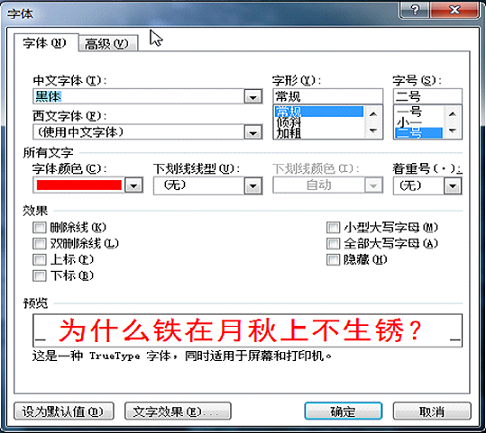 字体
字体(N) 高级(V)
中文字体(T): 字形(Y): 字号(S):
黑体 常规 二号
西文字体(F): 常规 一号
(使用中文字体) 倾斜 小一
加粗 二号
所有文字
字体颜色(C): 下划线线型(U): 下划线颜色(I): 着重号(·):
(无) 自动 (无)
效果
删除线(K) 小型大写字母(M)
双删除线(L) 全部大写字母(A)
上标(P) 隐藏(H)
下标(B)
预览
为什么铁在月秋上不生锈?
这是一种 TrueType 字体,同时适用于屏幕和打印机。
设为默认值(D) 文字效果(E)... 确定 取消